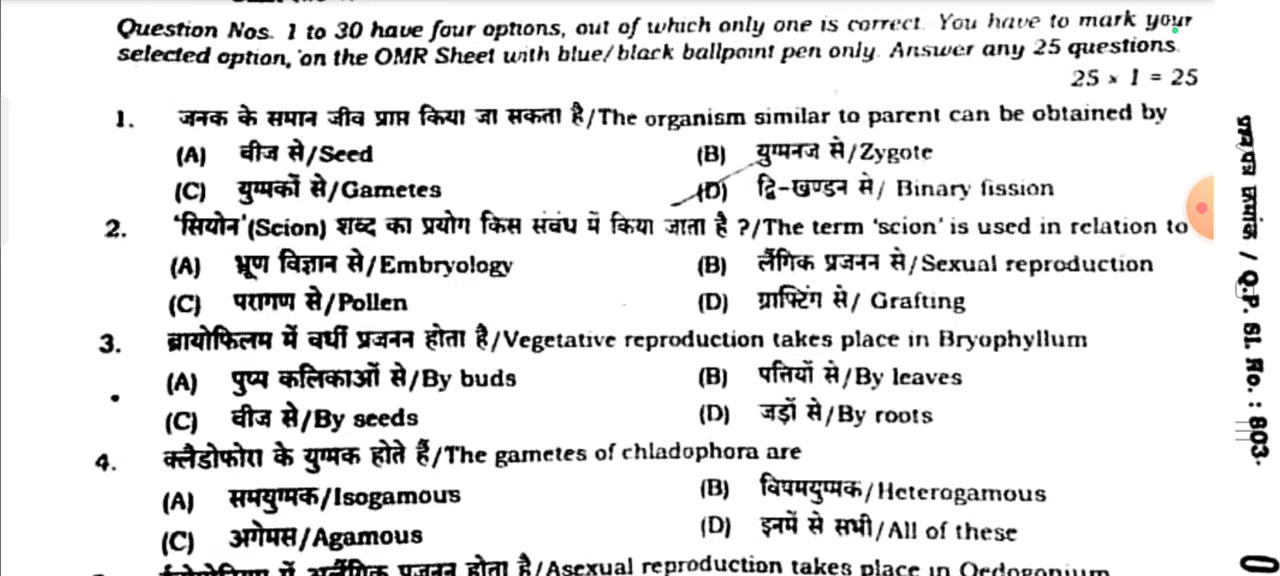 Question Nos. 1 to 30 have four options, out of which only one is correct. You have to mark your
selected option, on the OMR Sheet with blue/black ballpoint pen only. Answer any 25 questions.
25 × 1 = 25
1. जनक के समान जीव प्राप्त किया जा सकता है/The organism similar to parent can be obtained by
(A) बीज से/Seed (B) युग्मनज से/Zygote
(C) युग्मकों से/Gametes (D) द्वि-खण्डन से/ Binary fission
2. 'सियोन'(Scion) शब्द का प्रयोग किस संबंध में किया जाता है ?/The term 'scion' is used in relation to
(A) भ्रूण विज्ञान से/Embryology (B) लैंगिक प्रजनन से/Sexual reproduction
(C) परागण से/Pollen (D) ग्राफ्टिंग से/ Grafting
3. ब्रायोफिलम में वर्धी प्रजनन होता है/Vegetative reproduction takes place in Bryophyllum
(A) पुष्प कलिकाओं से/By buds (B) पत्तियों से/By leaves
(C) बीज से/By seeds (D) जड़ों से/By roots
4. क्लैडोफोरा के युग्मक होते हैं/The gametes of chladophora are
(A) समयुग्मक/Isogamous (B) विषमयुग्मक/Heterogamous
(C) अगेमस/Agamous (D) इनमें से सभी/All of these
में अलैंगिक प्रजनन होता है/Asexual reproduction takes place in Oedogonium
प्रश्न पत्र क्रमांक / Q.P. Sl. No. : 803-